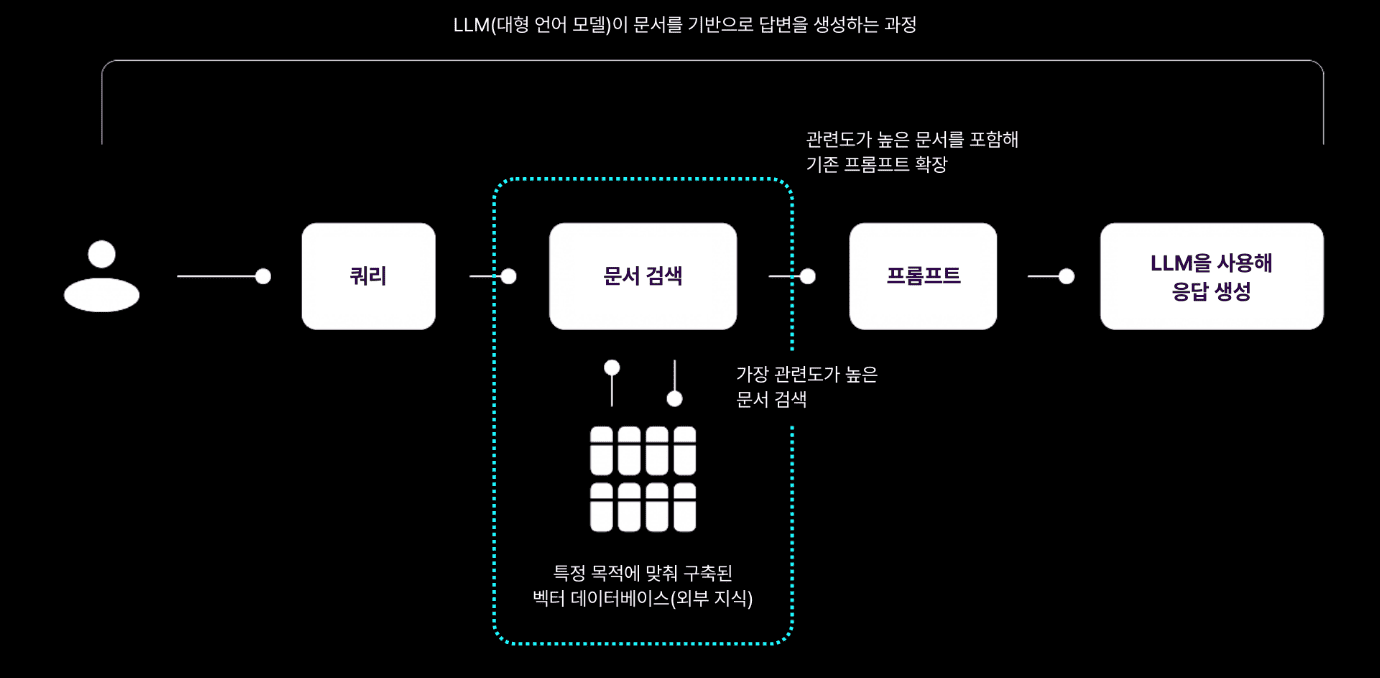 LLM(대형 언어 모델)이 문서를 기반으로 답변을 생성하는 과정
관련도가 높은 문서를 포함해
기존 프롬프트 확장
쿼리
문서 검색
프롬프트
LLM을 사용해
응답 생성
가장 관련도가 높은
문서 검색
특정 목적에 맞춰 구축된
벡터 데이터베이스(외부 지식)